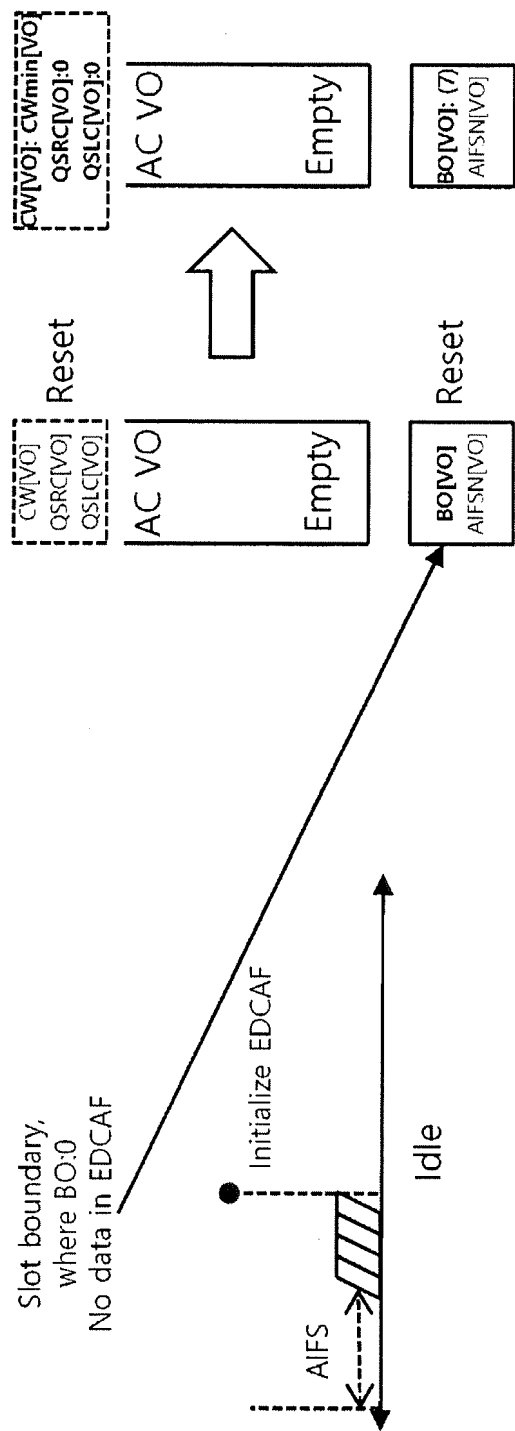 Slot boundary,
where BO:0
No data in EDCAF
Initialize EDCAF
AIFS
Idle
CW[VO]
QSRC[VO]
QSLC[VO]
Reset
AC VO
Empty
BO[VO]
AIFSN[VO]
Reset
CW[VO]: CWmin[VO]
QSRC[VO]:0
QSLC[VO]:0
AC VO
Empty
BO[VO]: (7)
AIFSN[VO]